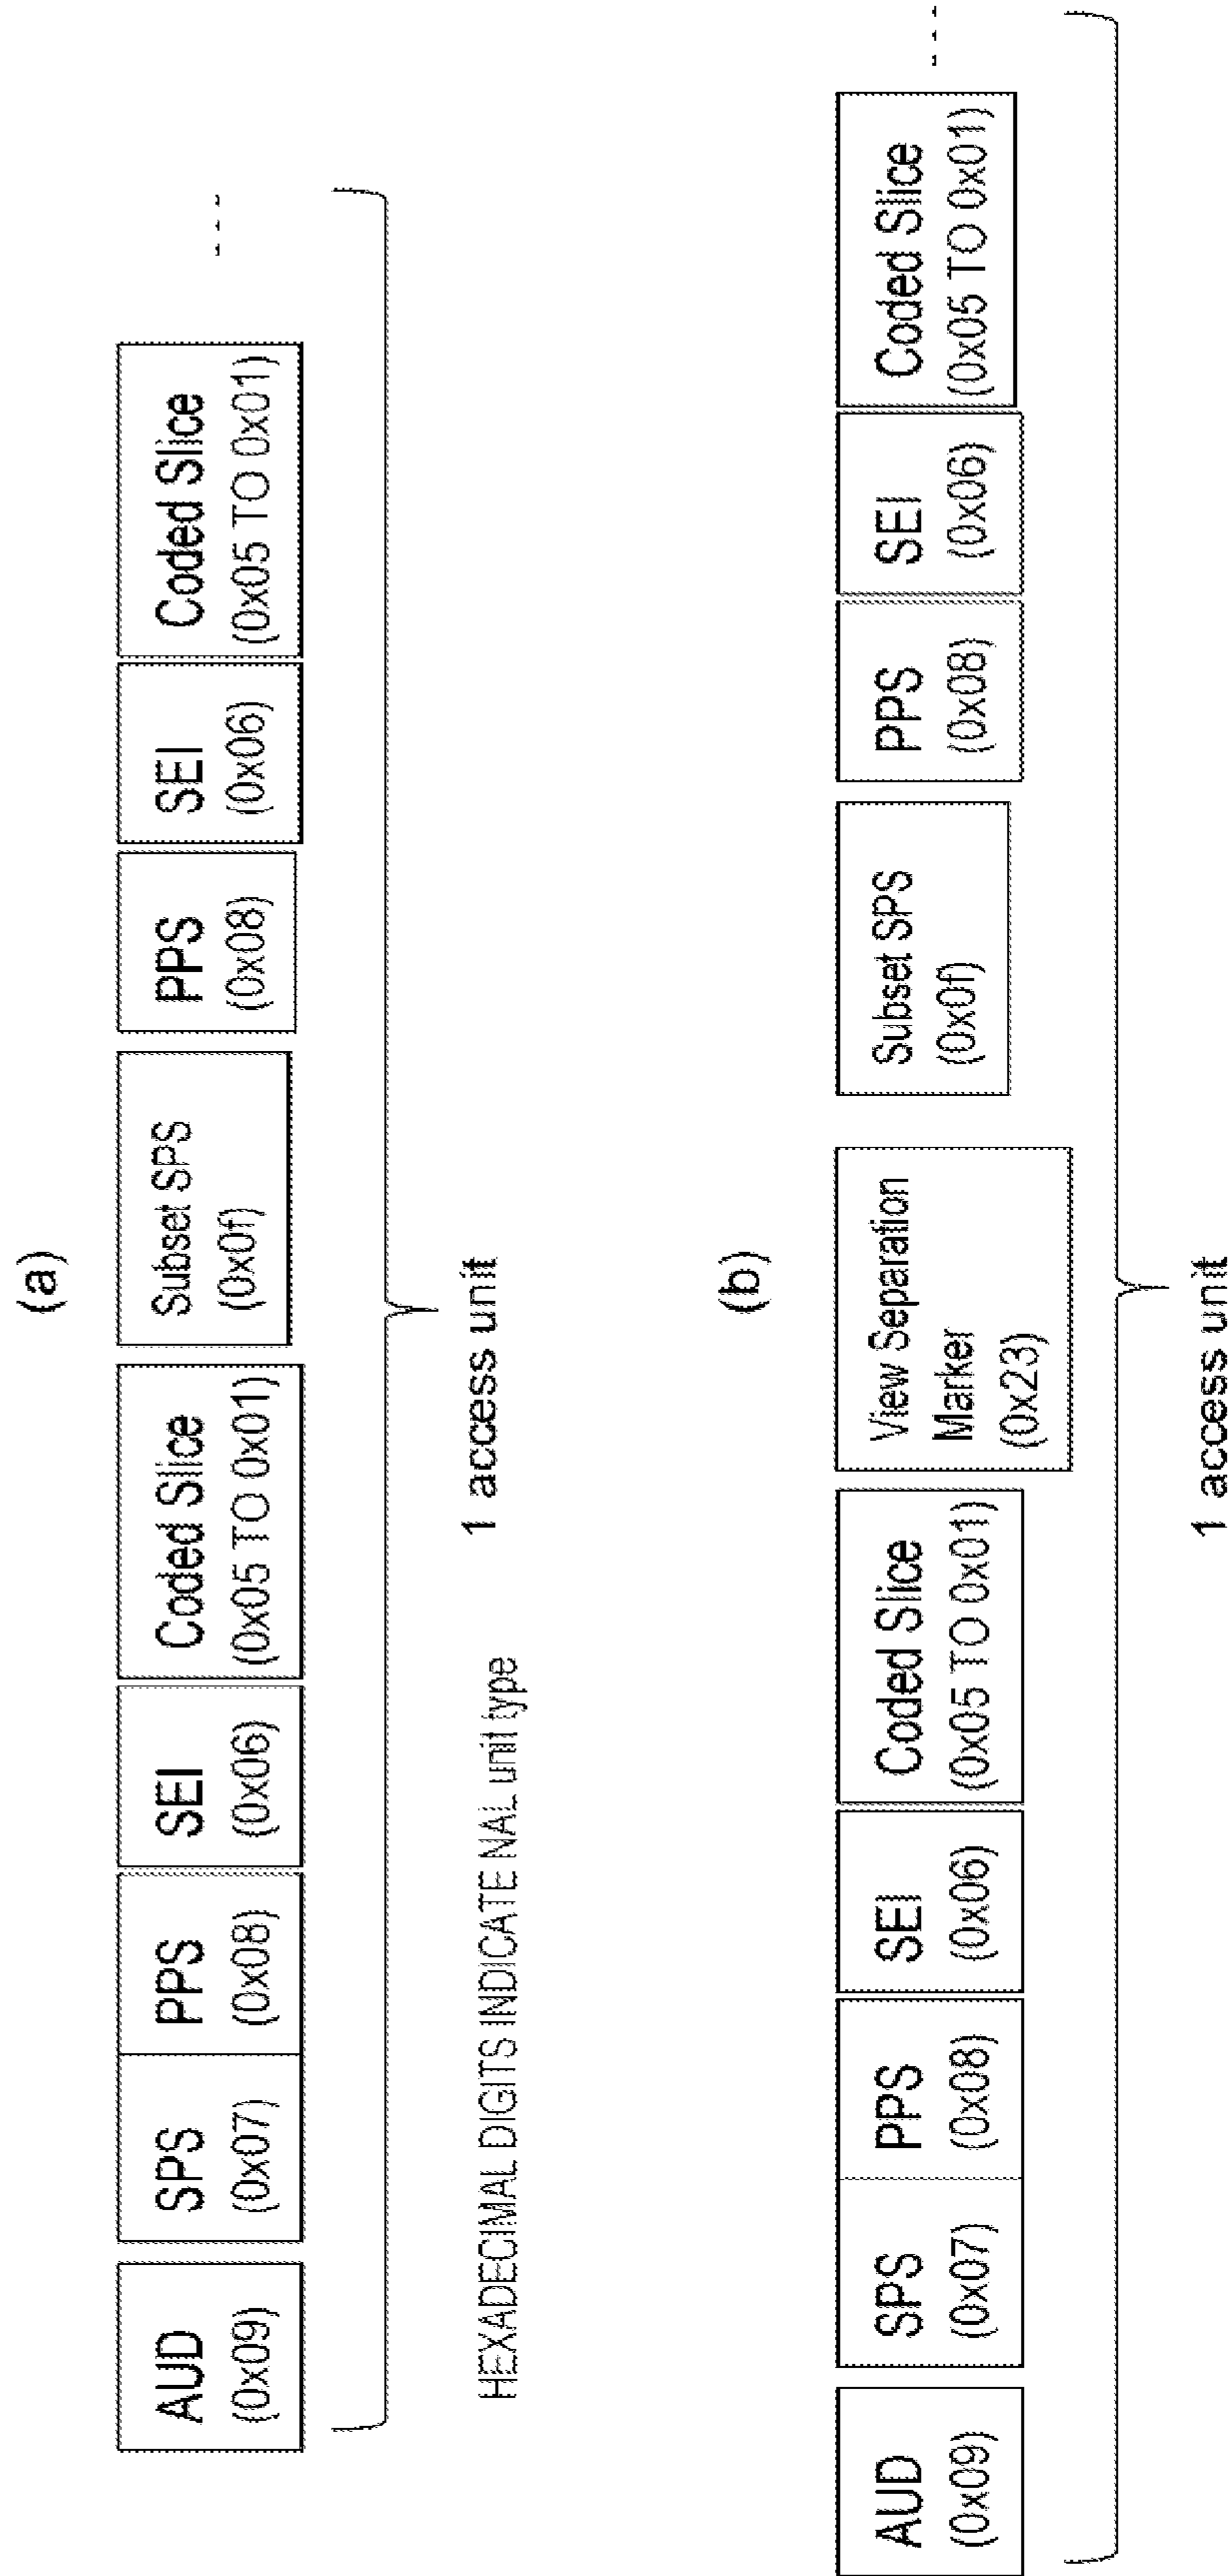 (a)
AUD
(0x09)
SPS
(0x07)
PPS
(0x08)
SEI
(0x06)
Coded Slice
(0x05 TO 0x01)
Subset SPS
(0x0f)
PPS
(0x08)
SEI
(0x06)
Coded Slice
(0x05 TO 0x01)
...
1 access unit
HEXADECIMAL DIGITS INDICATE NAL unit type
(b)
AUD
(0x09)
SPS
(0x07)
PPS
(0x08)
SEI
(0x06)
Coded Slice
(0x05 TO 0x01)
View Separation
Marker
(0x23)
Subset SPS
(0x0f)
PPS
(0x08)
SEI
(0x06)
Coded Slice
(0x05 TO 0x01)
...
1 access unit